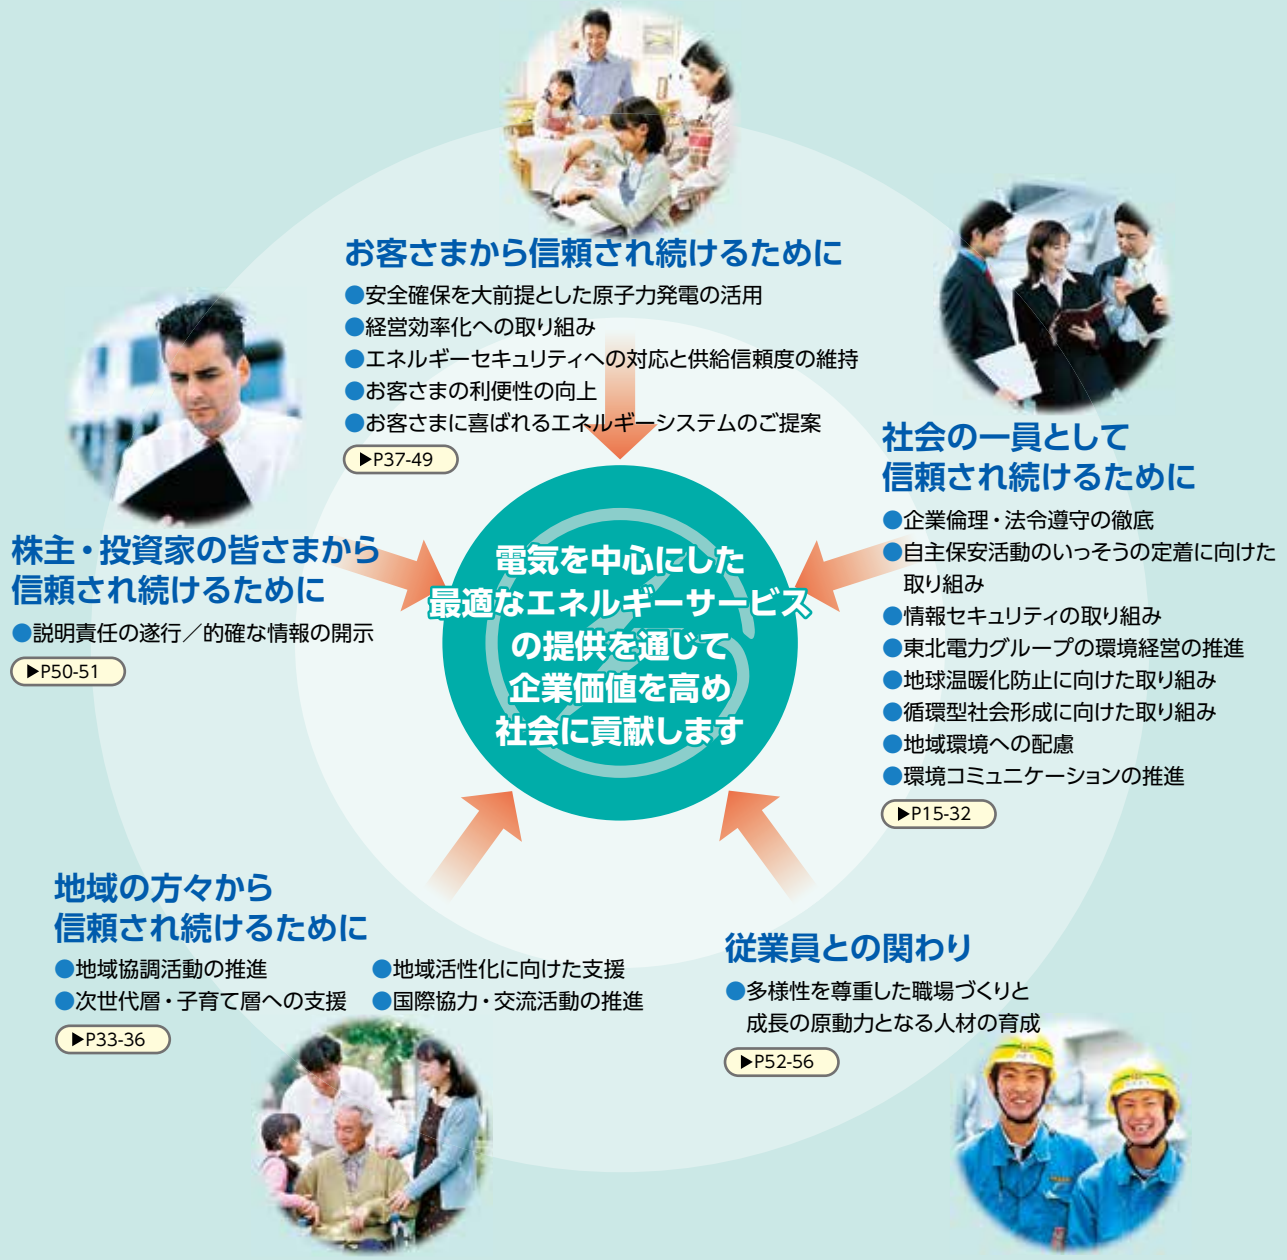 お客さまから信頼され続けるために
●安全確保を大前提とした原子力発電の活用
●経営効率化への取り組み
●エネルギーセキュリティへの対応と供給信頼度の維持
●お客さまの利便性の向上
●お客さまに喜ばれるエネルギーシステムのご提案
▶P37-49
社会の一員として
信頼され続けるために
●企業倫理・法令遵守の徹底
●自主保安活動のいっそうの定着に向けた
取り組み
●情報セキュリティの取り組み
●東北電力グループの環境経営の推進
●地球温暖化防止に向けた取り組み
●循環型社会形成に向けた取り組み
●地域環境への配慮
●環境コミュニケーションの推進
▶P15-32
株主・投資家の皆さまから
信頼され続けるために
●説明責任の遂行／的確な情報の開示
▶P50-51
電気を中心にした
最適なエネルギーサービス
の提供を通じて
企業価値を高め
社会に貢献します
地域の方々から
信頼され続けるために
●地域協調活動の推進
●次世代層・子育て層への支援
●地域活性化に向けた支援
●国際協力・交流活動の推進
▶P33-36
従業員との関わり
●多様性を尊重した職場づくりと
成長の原動力となる人材の育成
▶P52-56